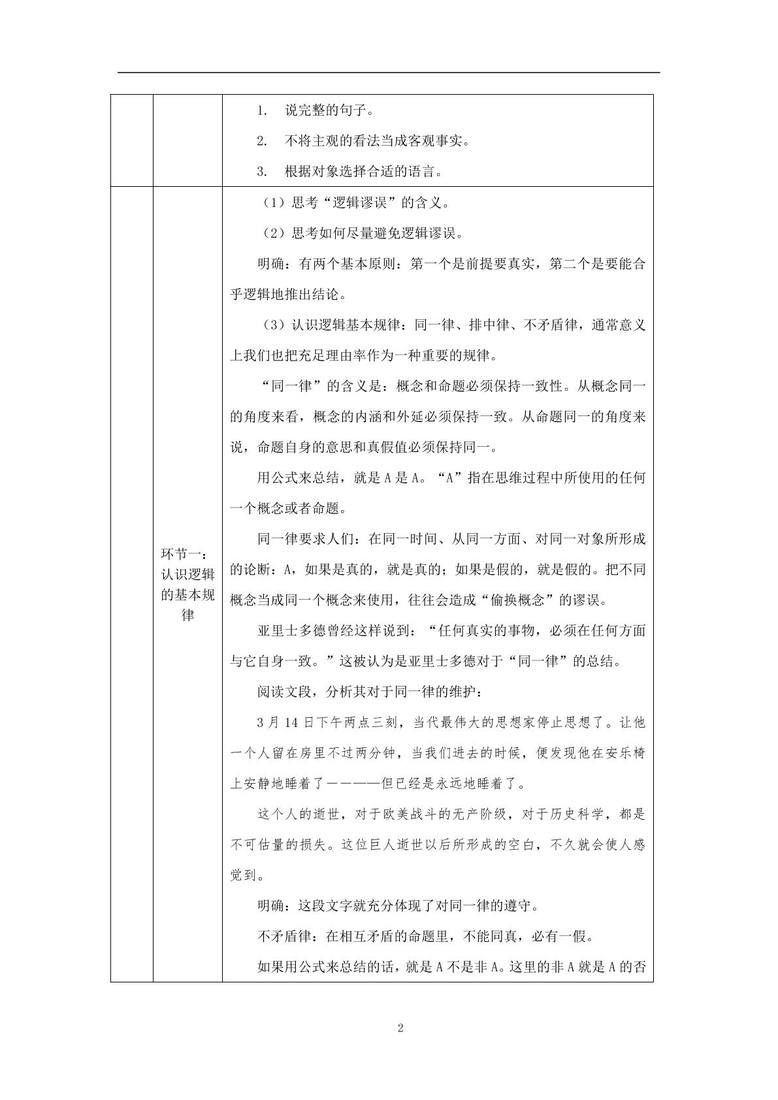 1. 说完整的句子。
2. 不将主观的看法当成客观事实。
3. 根据对象选择合适的语言。
环节一：
认识逻辑
的基本规
律
（1）思考“逻辑谬误”的含义。
（2）思考如何尽量避免逻辑谬误。
明确：有两个基本原则：第一个是前提要真实，第二个是要能合
乎逻辑地推出结论。
（3）认识逻辑基本规律：同一律、排中律、不矛盾律，通常意义
上我们也把充足理由率作为一种重要的规律。
“同一律”的含义是：概念和命题必须保持一致性。从概念同一
的角度来看，概念的内涵和外延必须保持一致。从命题同一的角度来
说，命题自身的意思和真假值必须保持同一。
用公式来总结，就是 A 是 A。“A”指在思维过程中所使用的任何
一个概念或者命题。
同一律要求人们：在同一时间、从同一方面、对同一对象所形成
的论断：A，如果是真的，就是真的；如果是假的，就是假的。把不同
概念当成同一个概念来使用，往往会造成“偷换概念”的谬误。
亚里士多德曾经这样说到：“任何真实的事物，必须在任何方面
与它自身一致。”这被认为是亚里士多德对于“同一律”的总结。
阅读文段，分析其对于同一律的维护：
3 月 14 日下午两点三刻，当代最伟大的思想家停止思想了。让他
一个人留在房里不过两分钟，当我们进去的时候，便发现他在安乐椅
上安静地睡着了－－——但已经是永远地睡着了。
这个人的逝世，对于欧美战斗的无产阶级，对于历史科学，都是
不可估量的损失。这位巨人逝世以后所形成的空白，不久就会使人感
觉到。
明确：这段文字就充分体现了对同一律的遵守。
不矛盾律：在相互矛盾的命题里，不能同真，必有一假。
如果用公式来总结的话，就是 A 不是非 A。这里的非 A 就是 A 的否
2